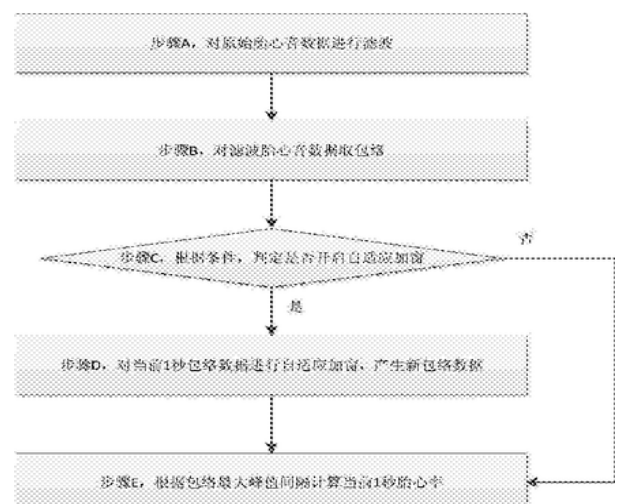 步骤A，对原始胎心音数据进行滤波
步骤B，对滤波胎心音数据取包络
步骤C，根据条件，判定是否开启自适应加窗
否
是
步骤D，对当前1秒包络数据进行自适应加窗，产生新包络数据
步骤E，根据包络最大峰值间隔计算当前1秒胎心率